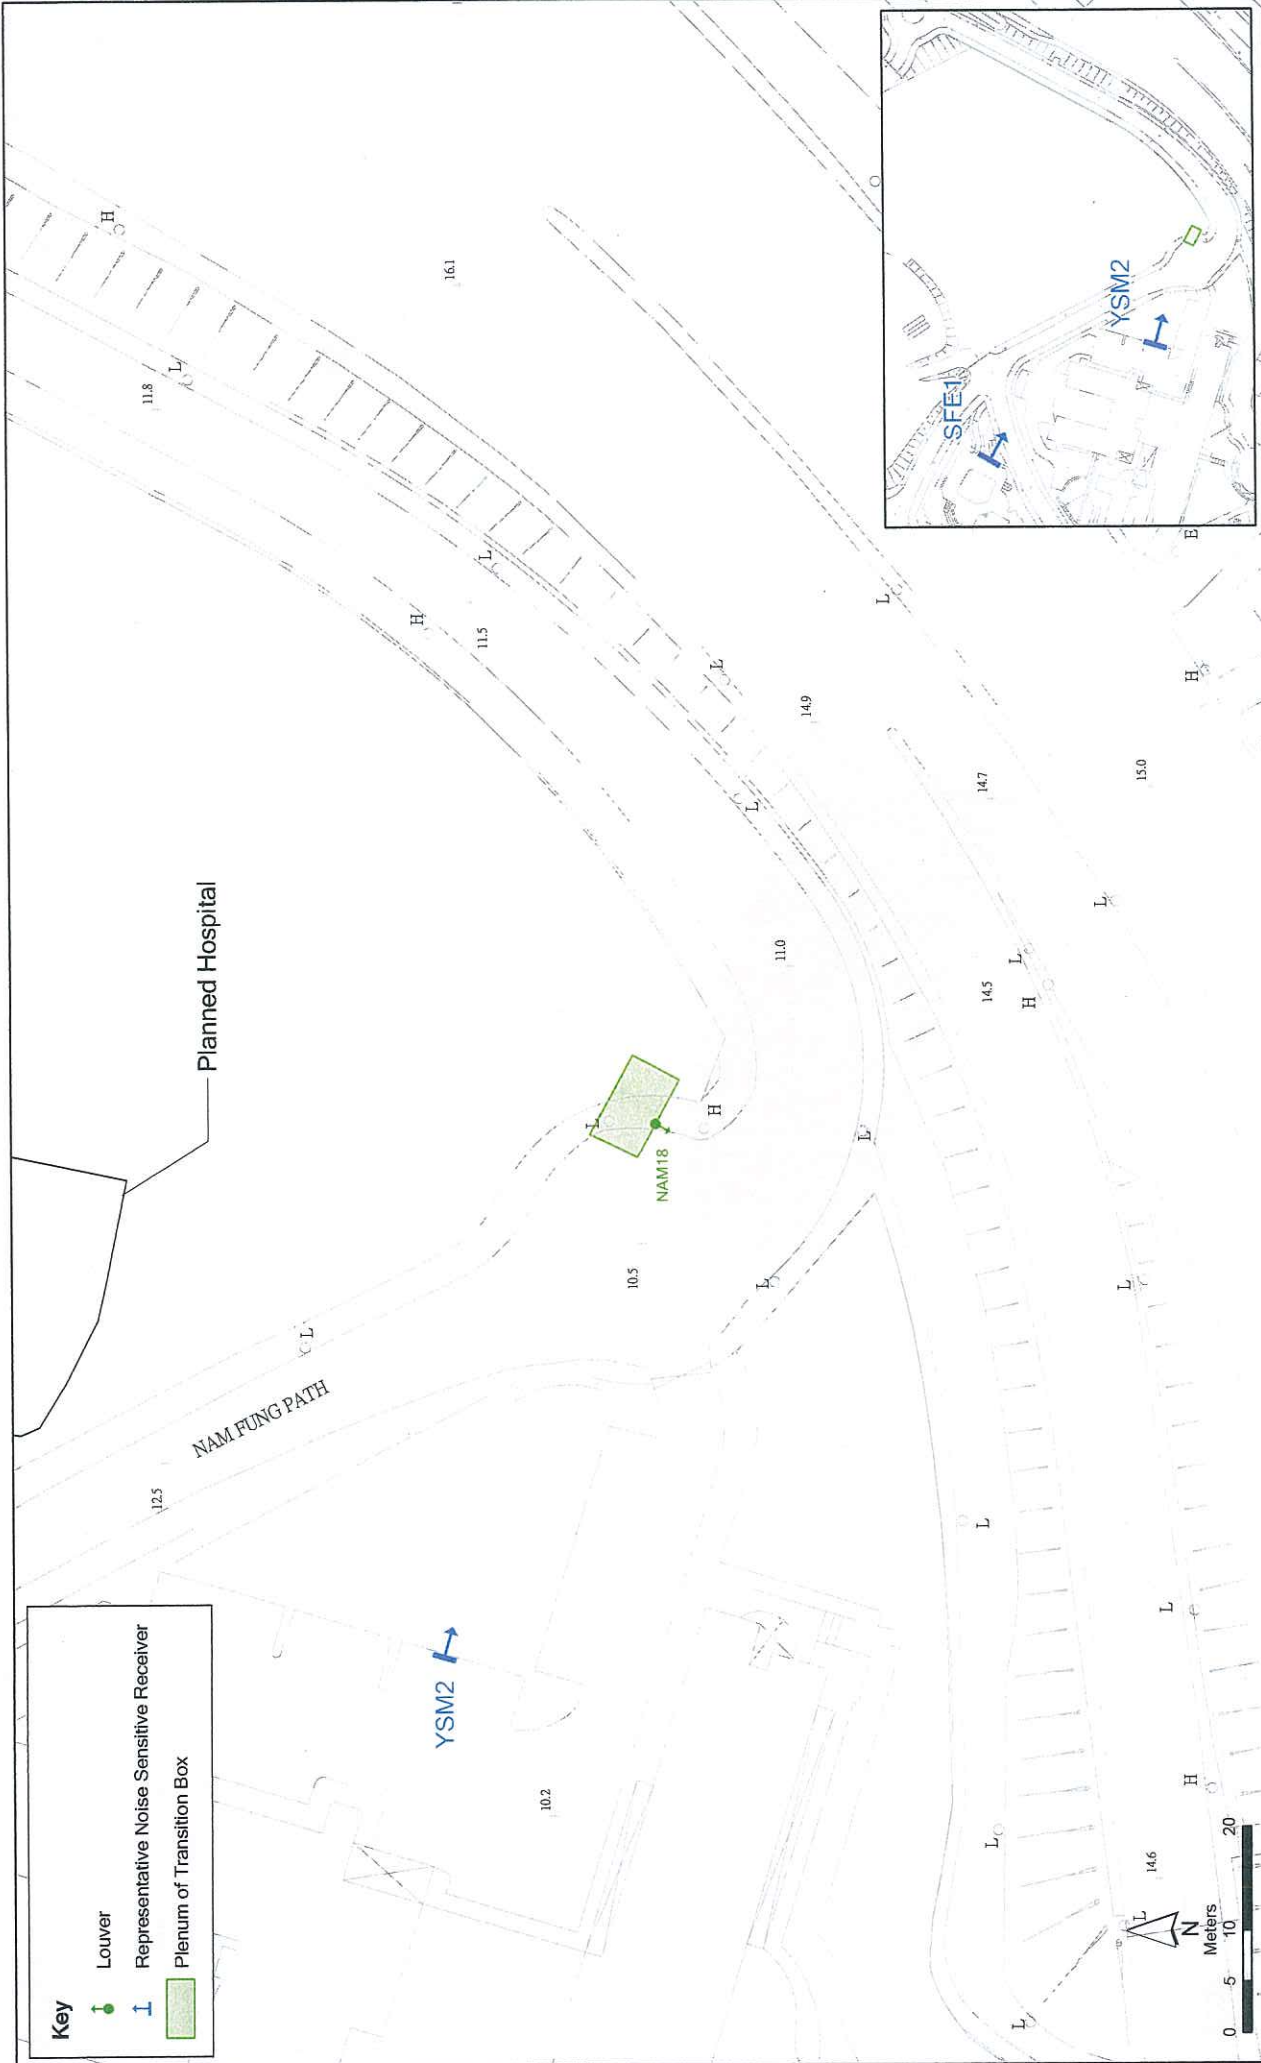 Key
Louver
Representative Noise Sensitive Receiver
Plenum of Transition Box
Planned Hospital
NAM FUNG PATH
12.5
L
10.5
NAM18
L
H
L
L
11.0
YSM2
10.2
11.8
L
H
H
11.5
L
16.1
L
L
14.9
14.7
15.0
14.5
L
H
L
L
L
L
L
L
H
L
14.6
L
L
H
E
SFE1
YSM2
N
Meters
0 5 10 20